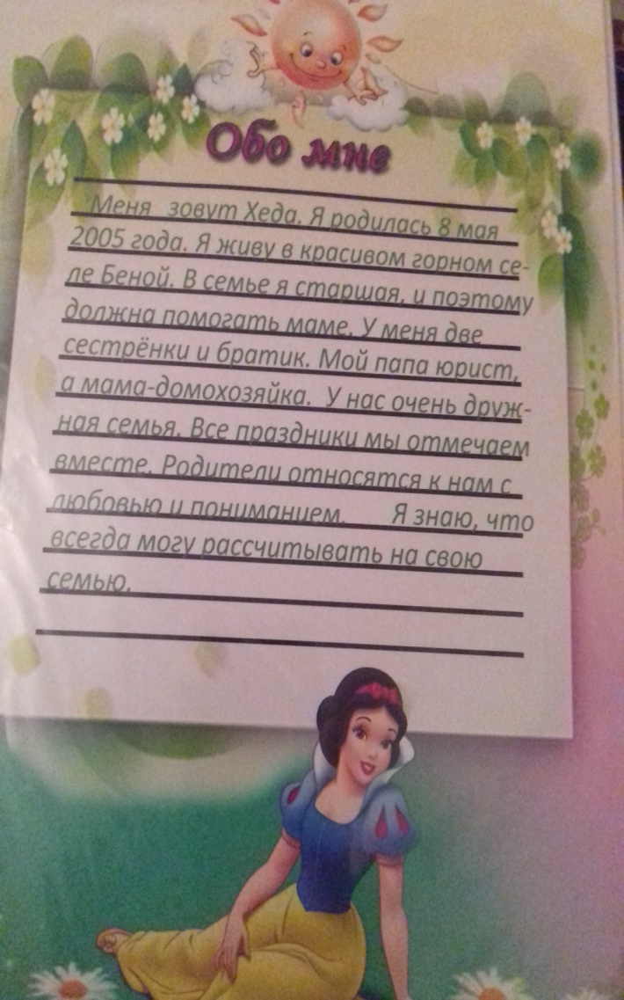 Обо мне
Меня зовут Хеда. Я родилась 8 мая
2005 года. Я живу в красивом горном се-
ле Беной. В семье я старшая, и поэтому
должна помогать маме. У меня две
сестрёнки и братик. Мой папа юрист,
а мама-домохозяйка. У нас очень друж-
ная семья. Все праздники мы отмечаем
вместе. Родители относятся к нам с
любовью и пониманием. Я знаю, что
всегда могу рассчитывать на свою
семью.